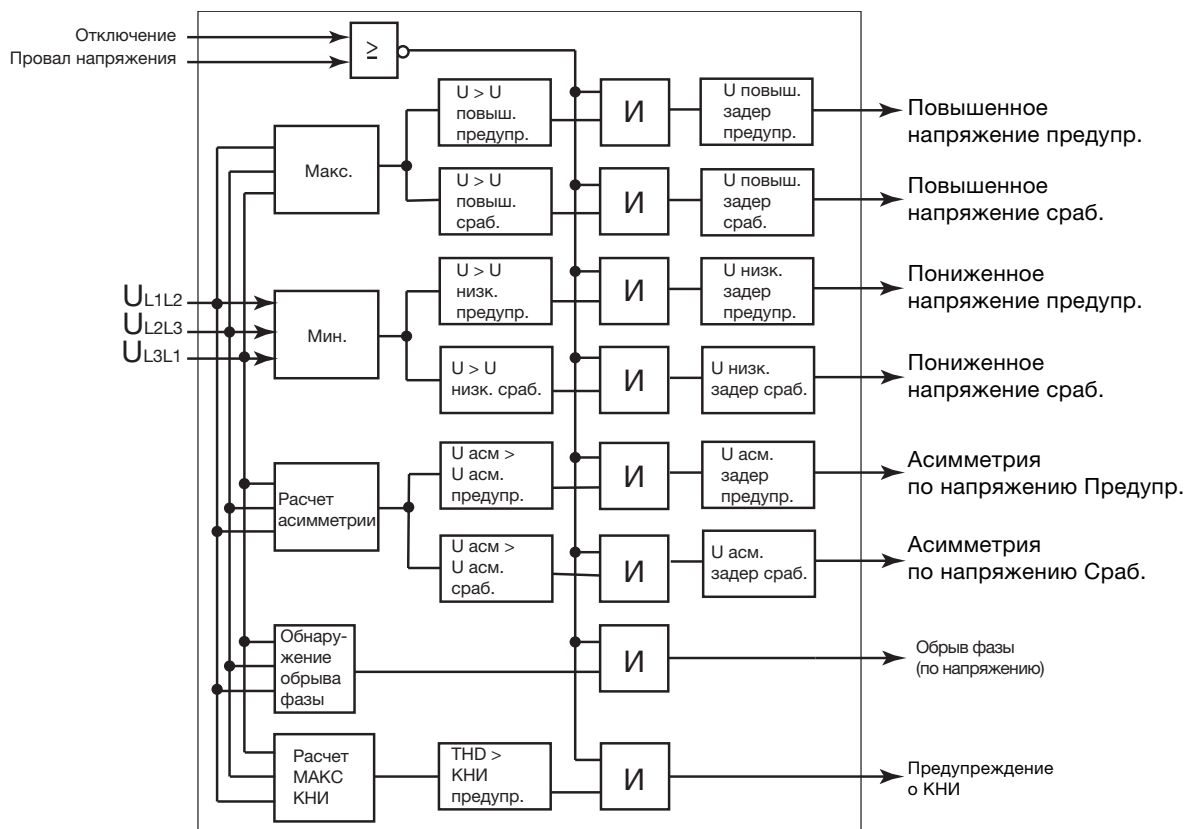 Отключение
Провал напряжения
≥
U > U
повыш.
предупр.
И
U повыш.
задер
предупр.
Повышенное
напряжение предупр.
Макс.
U > U
повыш.
сраб.
И
U повыш.
задер
сраб.
Повышенное
напряжение сраб.
UL1L2
UL2L3
UL3L1
Мин.
U > U
низк.
предупр.
И
U низк.
задер
предупр.
Пониженное
напряжение предупр.
U > U
низк. сраб.
И
U низк.
задер сраб.
Пониженное
напряжение сраб.
Расчет
асимметрии
U асм >
U асм.
предупр.
И
U асм.
задер
предупр.
Асимметрия
по напряжению Предупр.
U асм >
U асм.
сраб.
И
U асм.
задер сраб.
Асимметрия
по напряжению Сраб.
Обнару-
жение
обрыва
фазы
И
Обрыв фазы
(по напряжению)
Расчет
МАКС
КНИ
THD >
КНИ
предупр.
И
Предупреждение
о КНИ